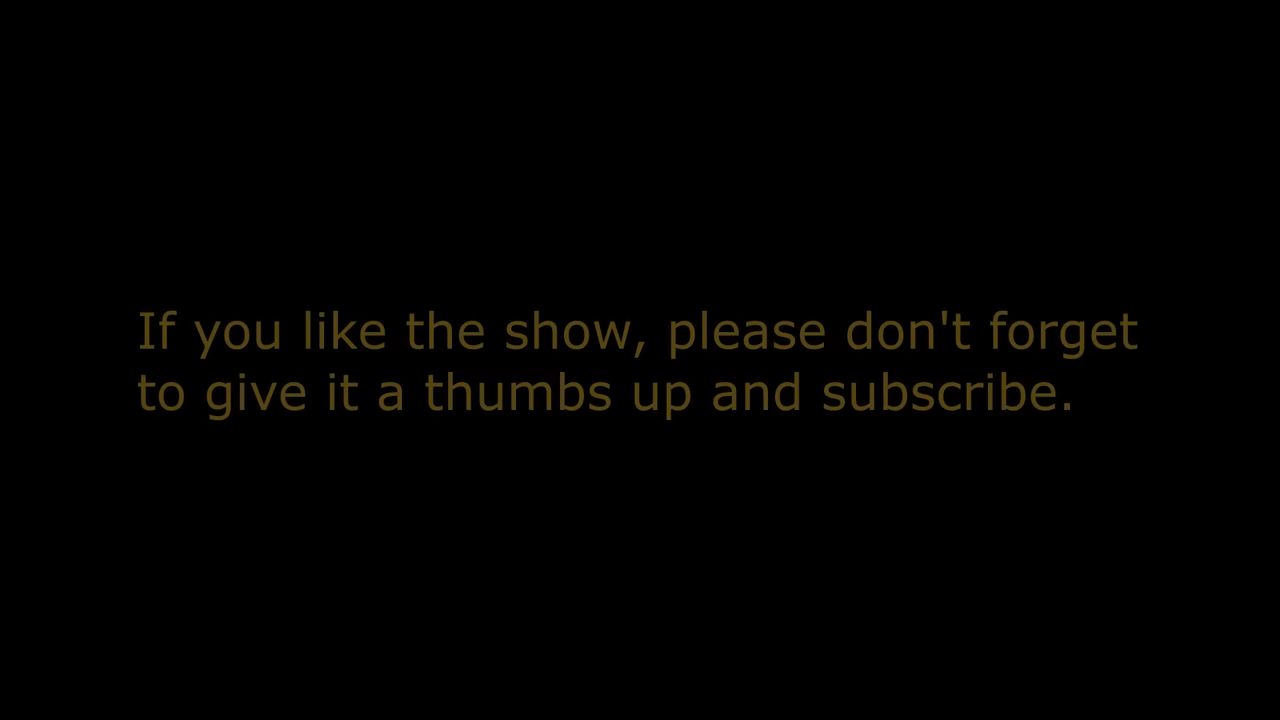 If you like the show, please don't forget
to give it a thumbs up and subscribe.